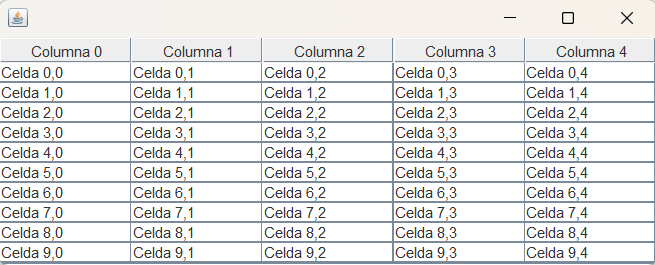 Columna 0 Columna 1 Columna 2 Columna 3 Columna 4
Celda 0,0 Celda 0,1 Celda 0,2 Celda 0,3 Celda 0,4
Celda 1,0 Celda 1,1 Celda 1,2 Celda 1,3 Celda 1,4
Celda 2,0 Celda 2,1 Celda 2,2 Celda 2,3 Celda 2,4
Celda 3,0 Celda 3,1 Celda 3,2 Celda 3,3 Celda 3,4
Celda 4,0 Celda 4,1 Celda 4,2 Celda 4,3 Celda 4,4
Celda 5,0 Celda 5,1 Celda 5,2 Celda 5,3 Celda 5,4
Celda 6,0 Celda 6,1 Celda 6,2 Celda 6,3 Celda 6,4
Celda 7,0 Celda 7,1 Celda 7,2 Celda 7,3 Celda 7,4
Celda 8,0 Celda 8,1 Celda 8,2 Celda 8,3 Celda 8,4
Celda 9,0 Celda 9,1 Celda 9,2 Celda 9,3 Celda 9,4